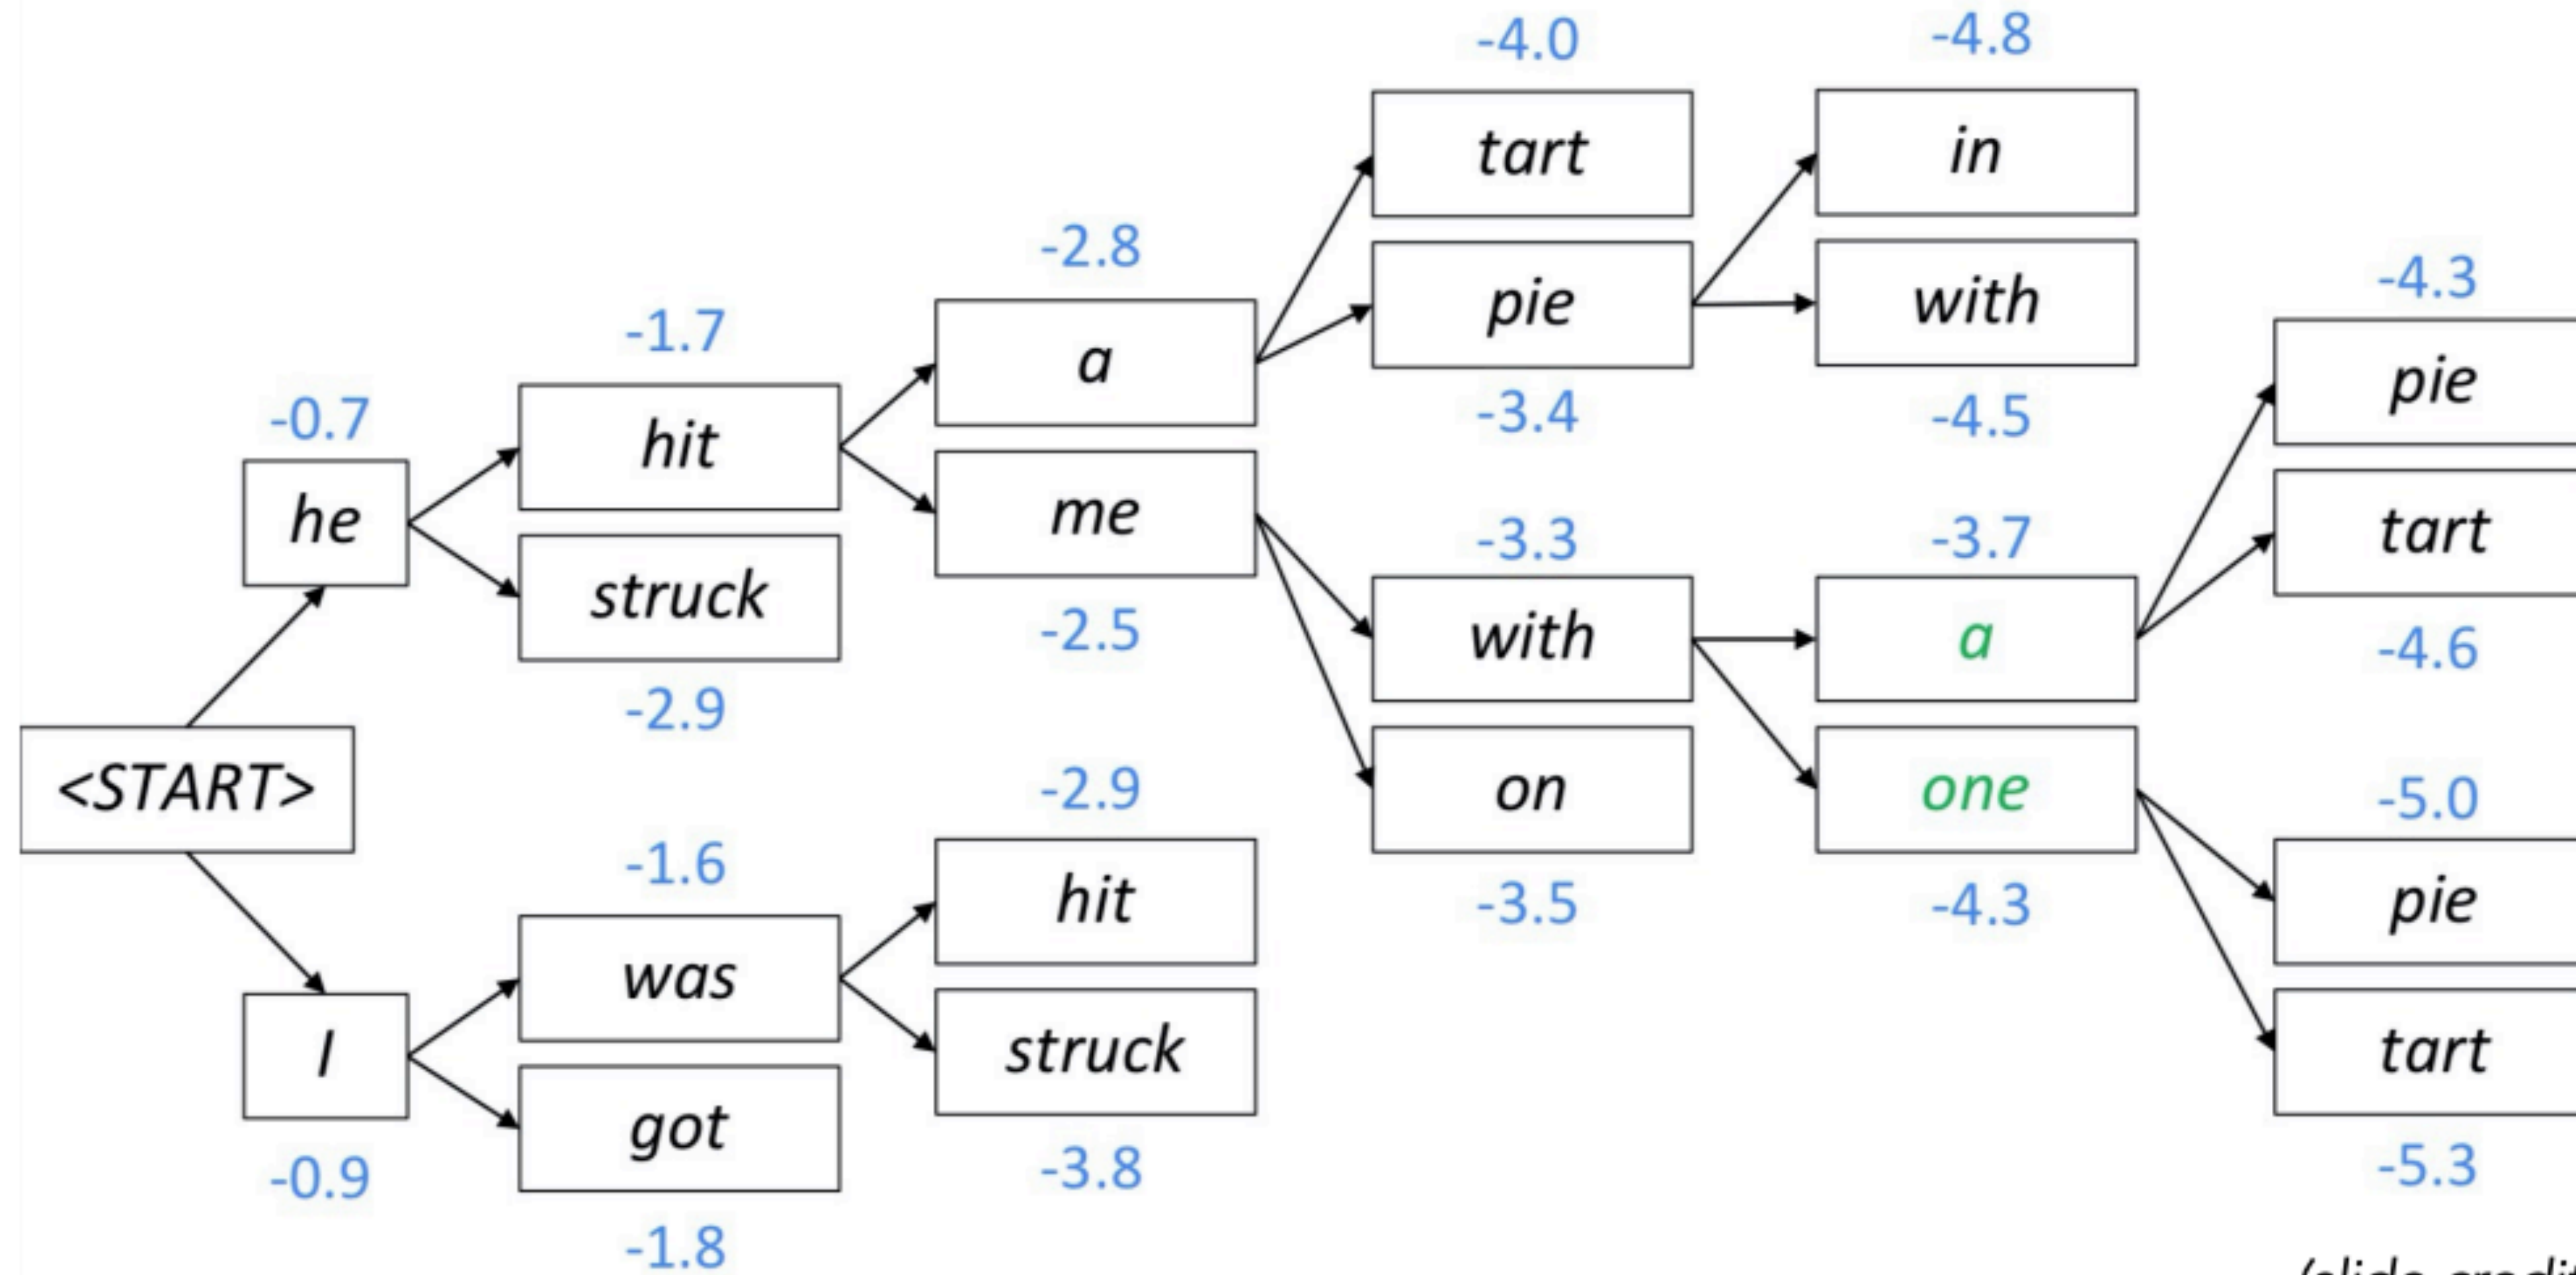 -4.0
-4.8
tart
in
-2.8
-4.3
-1.7
a
pie
with
pie
-0.7
hit
-3.4
-4.5
he
me
-3.3
-3.7
tart
struck
-2.5
with
a
-4.6
-2.9
<START>
-2.9
on
one
-5.0
-1.6
hit
-3.5
-4.3
pie
was
I
struck
tart
got
-0.9
-3.8
-5.3
-1.8